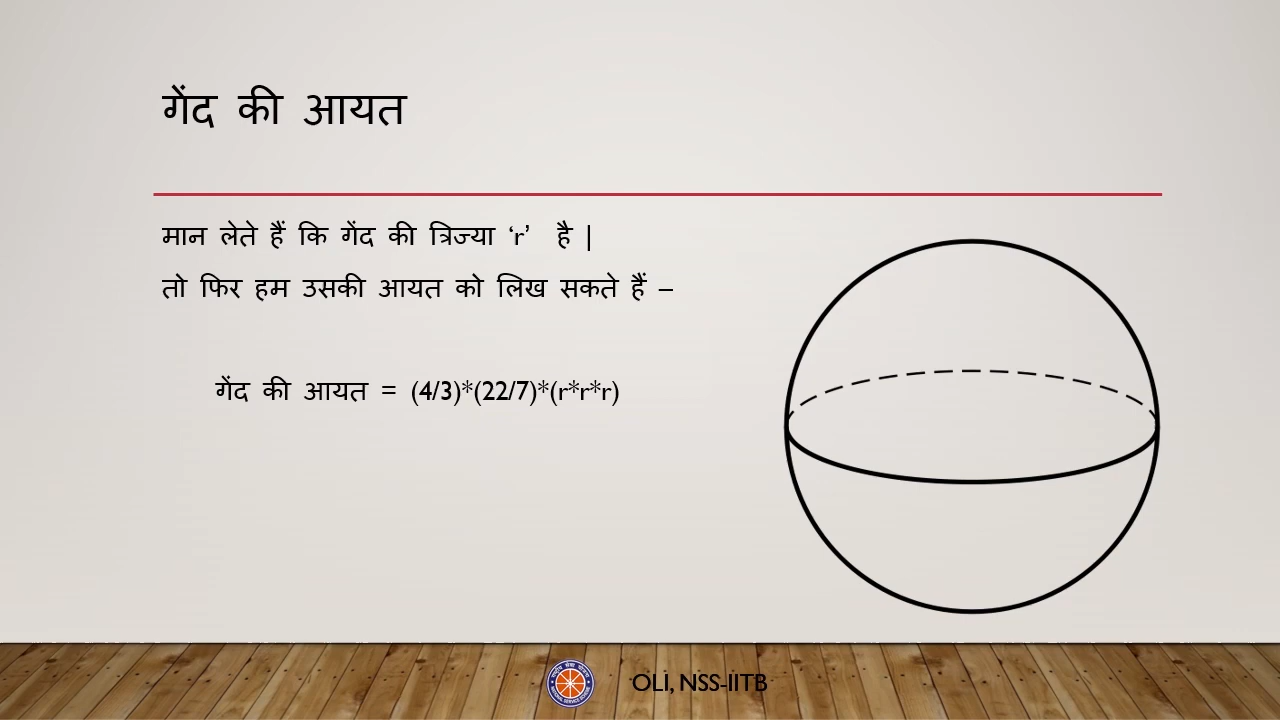 गेंद की आयत
मान लेते हैं कि गेंद की त्रिज्या ‘r’ है |
तो फिर हम उसकी आयत को लिख सकते हैं –
गेंद की आयत = (4/3)*(22/7)*(r*r*r)
OLI, NSS-IITB